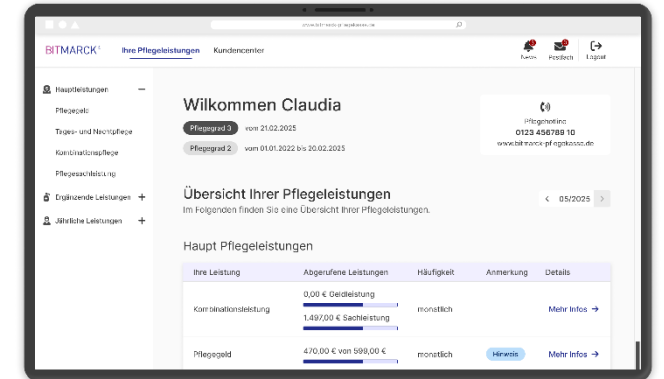 BITMARCK
Ihre Pflegeleistungen
Kundencenter
News
Postfach
Logout
Hauptleistungen
Pflegegeld
Tages- und Nachtpflege
Kombinationspflege
Pflegesachleistung
Ergänzende Leistungen
Jährliche Leistungen
Wilkommen Claudia
Pflegegrad 3 vom 21.02.2025
Pflegegrad 2 vom 01.01.2022 bis 20.02.2025
Pflegehotline
0123 456789 10
www.bitmarck-pflegekasse.de
Übersicht Ihrer Pflegeleistungen
Im Folgenden finden Sie eine Übersicht Ihrer Pflegeleistungen.
05/2025
Haupt Pflegeleistungen
Ihre Leistung Abgerufene Leistungen Häufigkeit Anmerkung Details
0,00 € Geldleistung
Kombinationsleistung monatlich Mehr Infos →
1.497,00 € Sachleistung
Pflegegeld 470,00 € von 599,00 € monatlich Hinweis Mehr Infos →